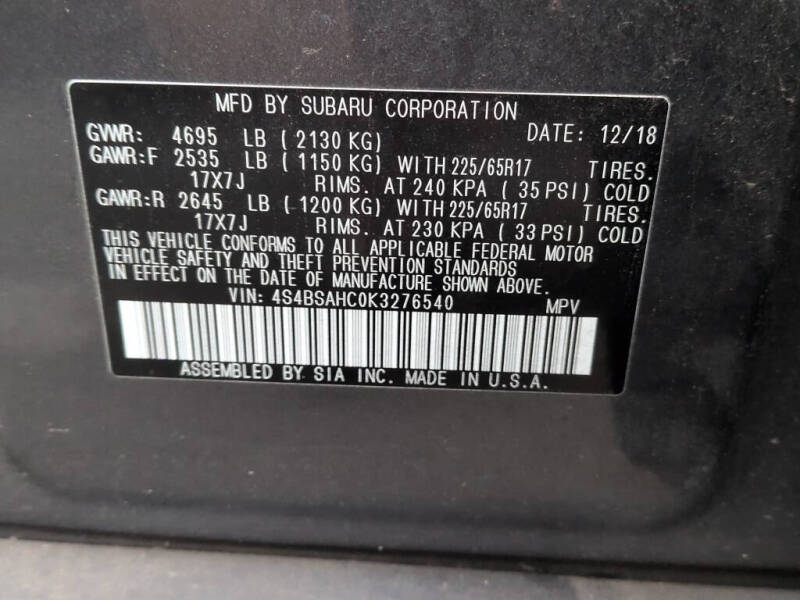 MFD BY SUBARU CORPORATION
GVWR: 4695 LB (2130 KG) DATE: 12/18
GAWR:F 2535 LB (1150 KG) WITH 225/65R17 TIRES.
17X7J RIMS. AT 240 KPA ( 35 PSI) COLD
GAWR:R 2645 LB (1200 KG) WITH 225/65R17 TIRES.
17X7J RIMS. AT 230 KPA ( 33 PSI) COLD
THIS VEHICLE CONFORMS TO ALL APPLICABLE FEDERAL MOTOR
VEHICLE SAFETY AND THEFT PREVENTION STANDARDS
IN EFFECT ON THE DATE OF MANUFACTURE SHOWN ABOVE.
VIN: 4S4BSAHC0K3276540 MPV
ASSEMBLED BY SIA INC. MADE IN U.S.A.